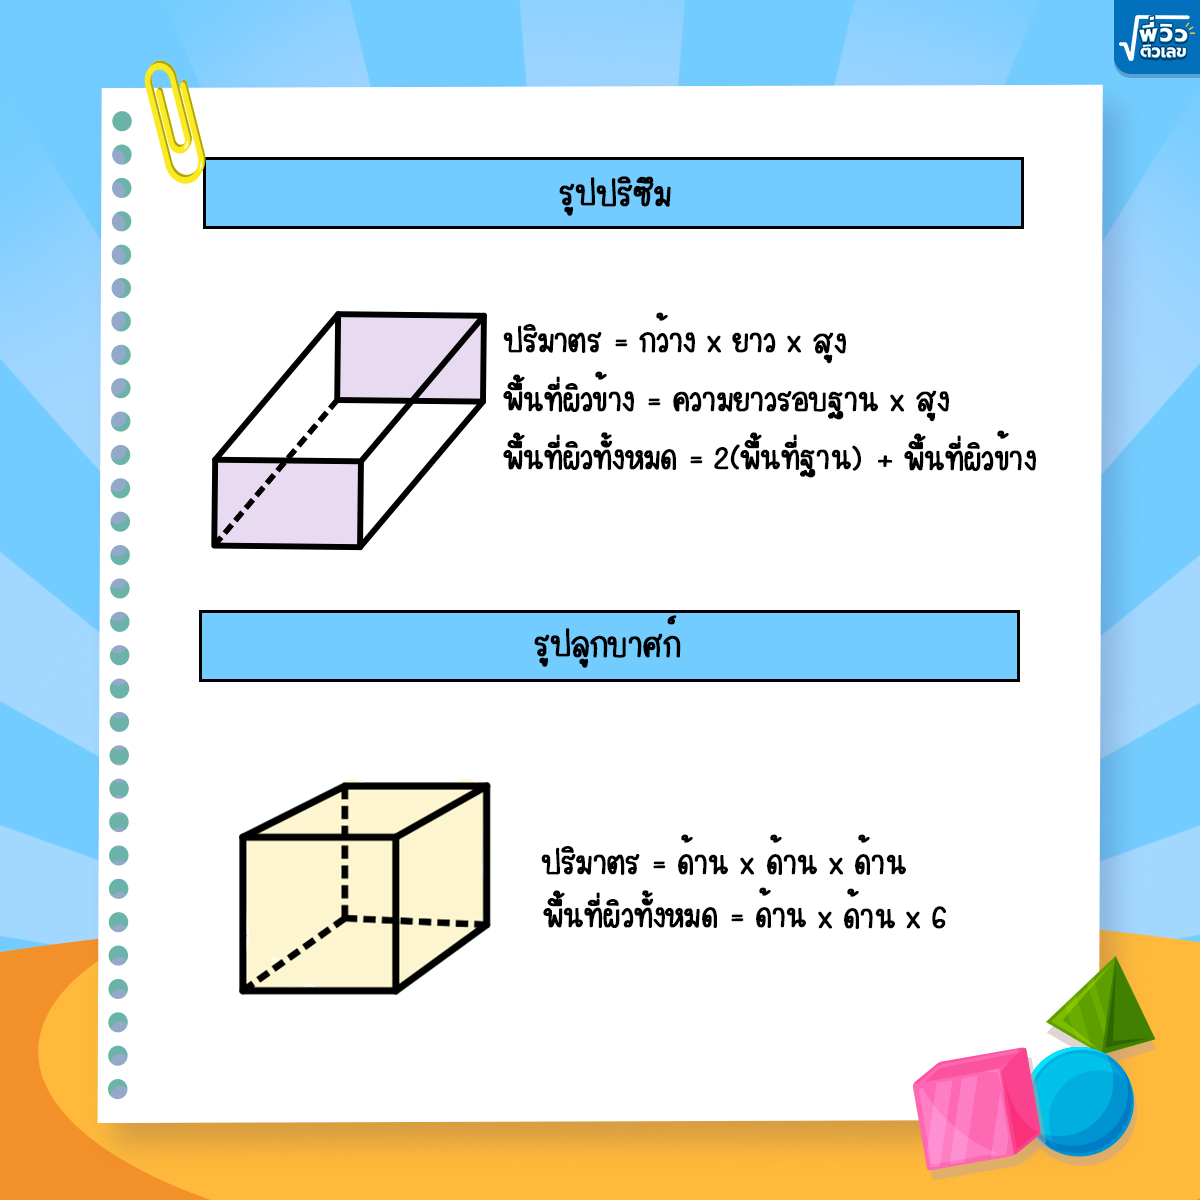 พี่วิว
ติวเลข
รูปปริซึม
ปริมาตร = กว้าง x ยาว x สูง
พื้นที่ผิวข้าง = ความยาวรอบฐาน x สูง
พื้นที่ผิวทั้งหมด = 2(พื้นที่ฐาน) + พื้นที่ผิวข้าง
รูปลูกบาศก์
ปริมาตร = ด้าน x ด้าน x ด้าน
พื้นที่ผิวทั้งหมด = ด้าน x ด้าน x 6